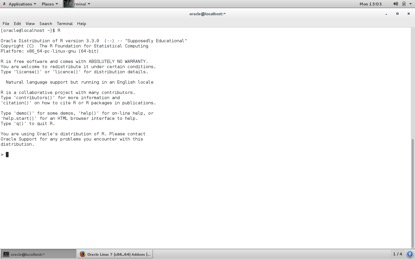 Applications Places
Mon 13:03
oracle@localhost:~
File Edit View Search Terminal Help
[oracle@localhost ~]$ R
Oracle Distribution of R version 3.3.0 (--) -- "Supposedly Educational"
Copyright (C) The R Foundation for Statistical Computing
Platform: x86_64-pc-linux-gnu (64-bit)
R is free software and comes with ABSOLUTELY NO WARRANTY.
You are welcome to redistribute it under certain conditions.
Type 'license()' or 'licence()' for distribution details.
Natural language support but running in an English locale
R is a collaborative project with many contributors.
Type 'contributors()' for more information and
'citation()' on how to cite R or R packages in publications.
Type 'demo()' for some demos, 'help()' for on-line help, or
'help.start()' for an HTML browser interface to help.
Type 'q()' to quit R.
You are using Oracle's distribution of R. Please contact
Oracle Support for any problems you encounter with this
distribution.
>
oracle@localhost:~
Oracle Linux 7 (x86_64) Addons |...
1 / 4